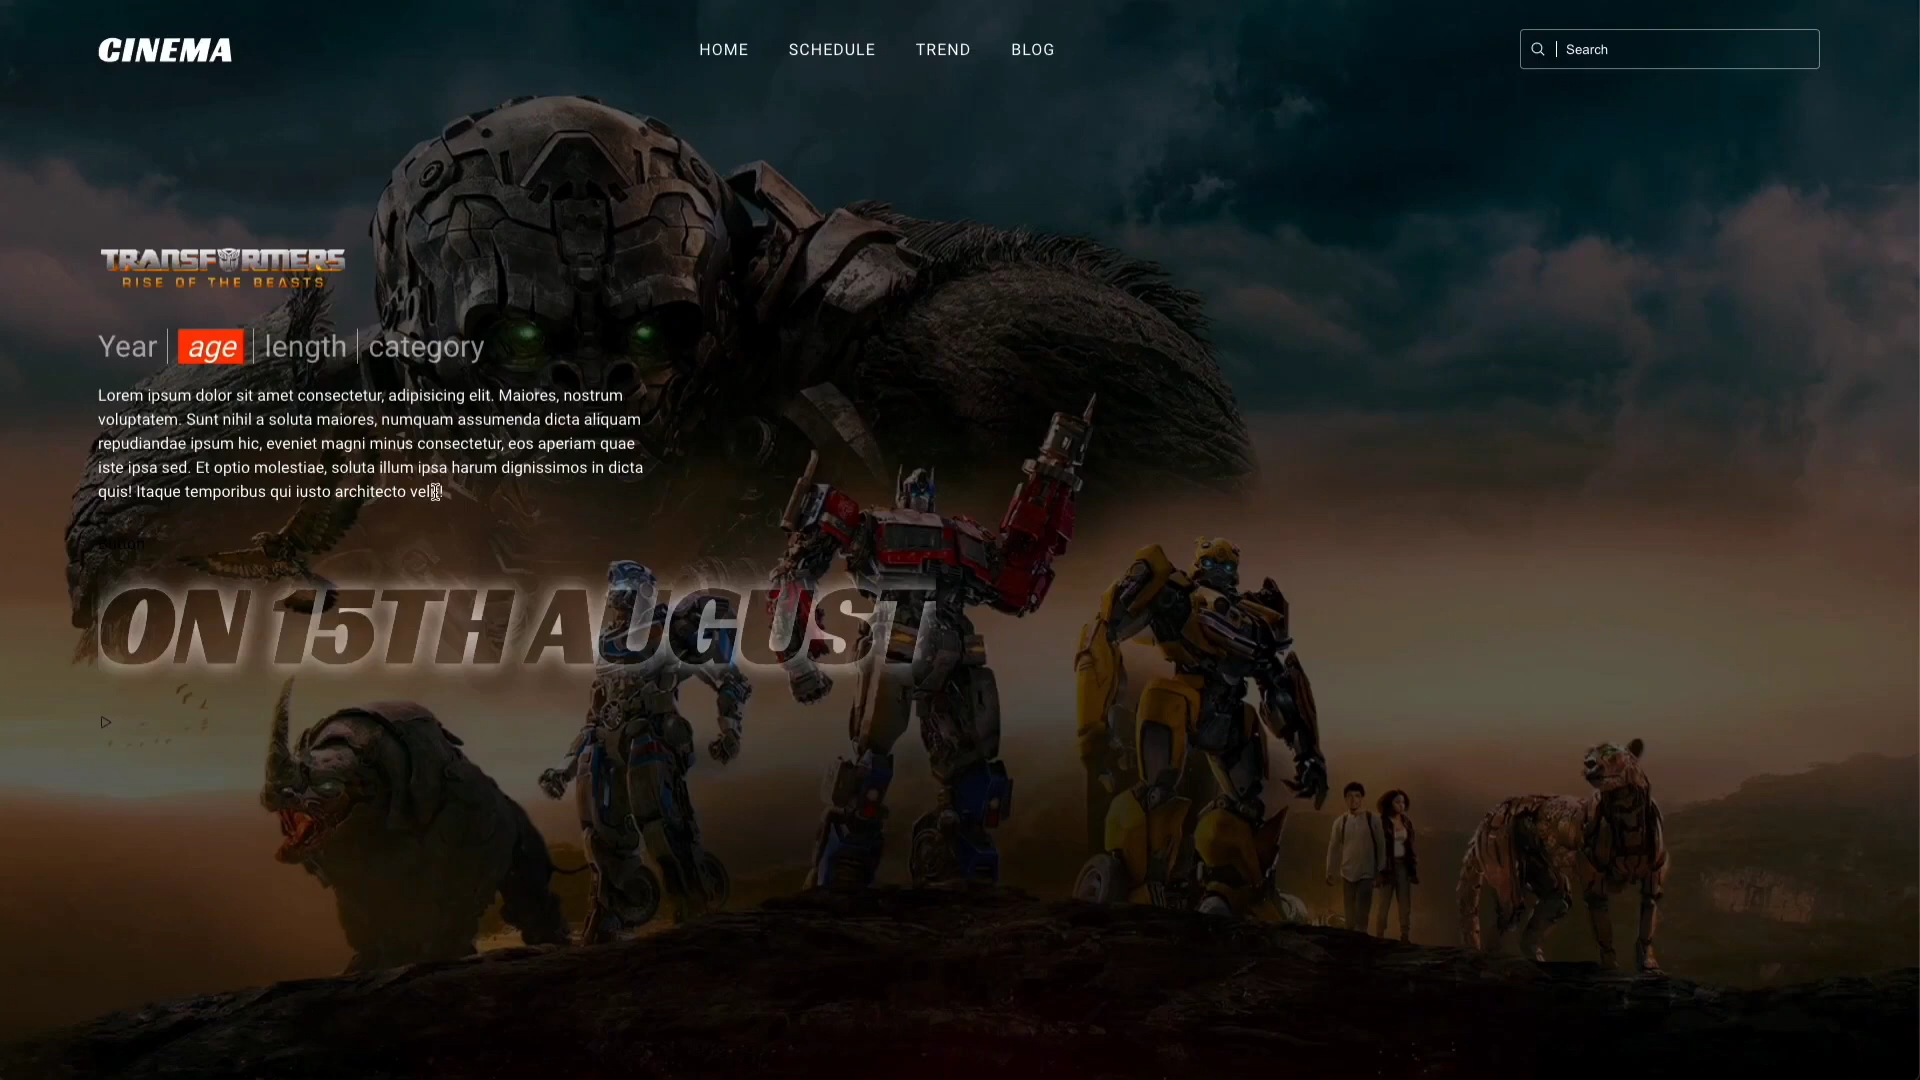 CINEMA
HOME SCHEDULE TREND BLOG
Search
TRANSFORMERS
RISE OF THE BEASTS
Year age length category
Lorem ipsum dolor sit amet consectetur, adipisicing elit. Maiores, nostrum
voluptatem. Sunt nihil a soluta maiores, numquam assumenda dicta aliquam
repudiandae ipsum hic, eveniet magni minus consectetur, eos aperiam quae
iste ipsa sed. Et optio molestiae, soluta illum ipsa harum dignissimos in dicta
quis! Itaque temporibus qui iusto architecto velit!
ON 15TH AUGUST